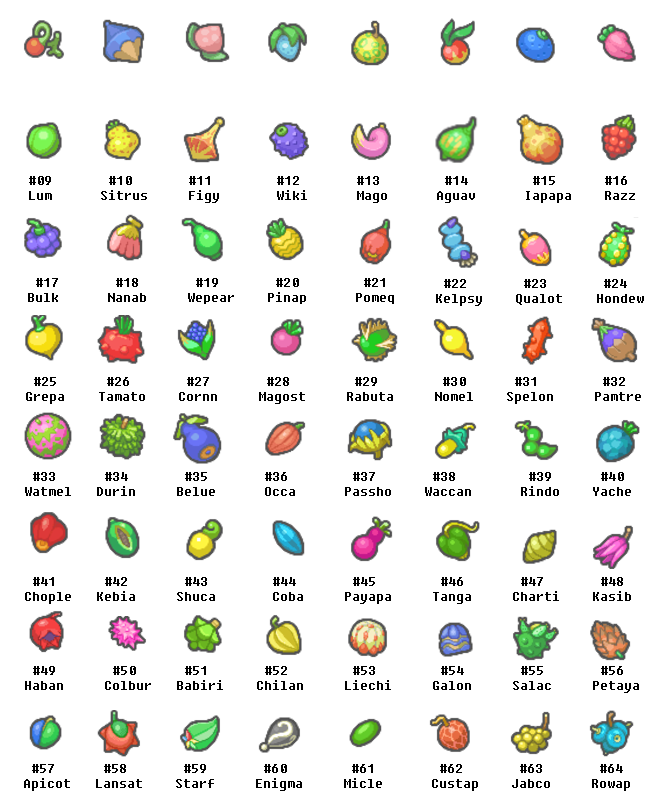 #09 #10 #11 #12 #13 #14 #15 #16
Lum Sitrus Figy Wiki Mago Aguav Iapapa Razz
#17 #18 #19 #20 #21 #22 #23 #24
Bulk Nanab Wepear Pinap Pomeq Kelpsy Qualot Hondew
#25 #26 #27 #28 #29 #30 #31 #32
Grepa Tamato Cornn Magost Rabuta Nomel Spelon Pamtre
#33 #34 #35 #36 #37 #38 #39 #40
Watmel Durin Belue Occa Passho Waccan Rindo Yache
#41 #42 #43 #44 #45 #46 #47 #48
Chople Kebia Shuca Coba Payapa Tanga Charti Kasib
#49 #50 #51 #52 #53 #54 #55 #56
Haban Colbur Babiri Chilan Liechi Galon Salac Petaya
#57 #58 #59 #60 #61 #62 #63 #64
Apicot Lansat Starf Enigma Micle Custap Jabco Rowap